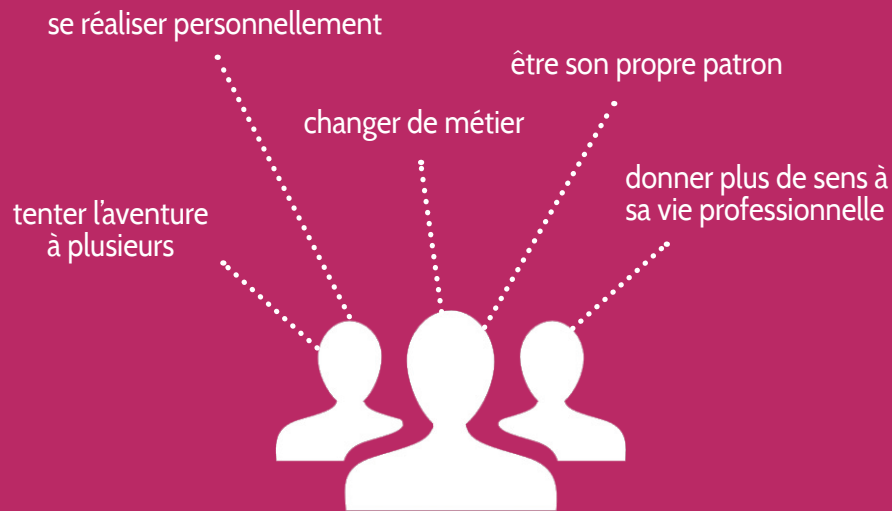 se réaliser personnellement
être son propre patron
changer de métier
donner plus de sens à
sa vie professionnelle
tenter l’aventure
à plusieurs